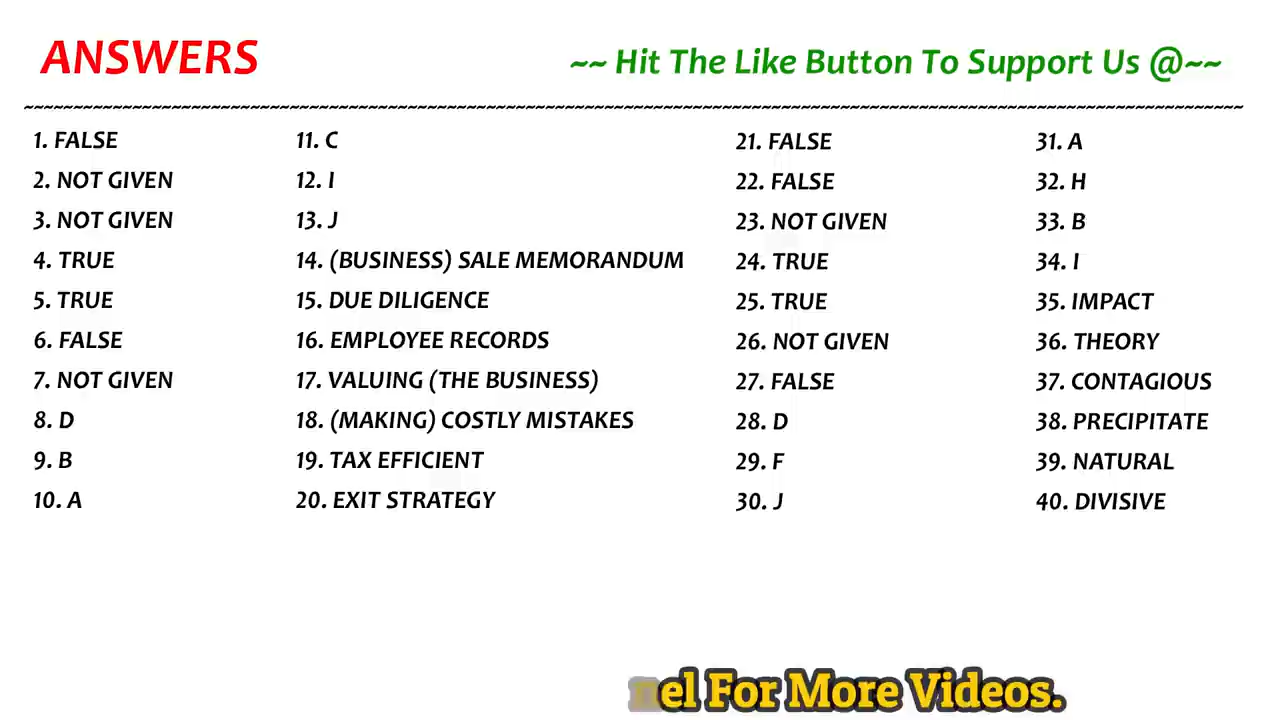 ANSWERS
~~ Hit The Like Button To Support Us @~~
1. FALSE
2. NOT GIVEN
3. NOT GIVEN
4. TRUE
5. TRUE
6. FALSE
7. NOT GIVEN
8. D
9. B
10. A
11. C
12. I
13. J
14. (BUSINESS) SALE MEMORANDUM
15. DUE DILIGENCE
16. EMPLOYEE RECORDS
17. VALUING (THE BUSINESS)
18. (MAKING) COSTLY MISTAKES
19. TAX EFFICIENT
20. EXIT STRATEGY
21. FALSE
22. FALSE
23. NOT GIVEN
24. TRUE
25. TRUE
26. NOT GIVEN
27. FALSE
28. D
29. F
30. J
31. A
32. H
33. B
34. I
35. IMPACT
36. THEORY
37. CONTAGIOUS
38. PRECIPITATE
39. NATURAL
40. DIVISIVE
nel For More Videos.